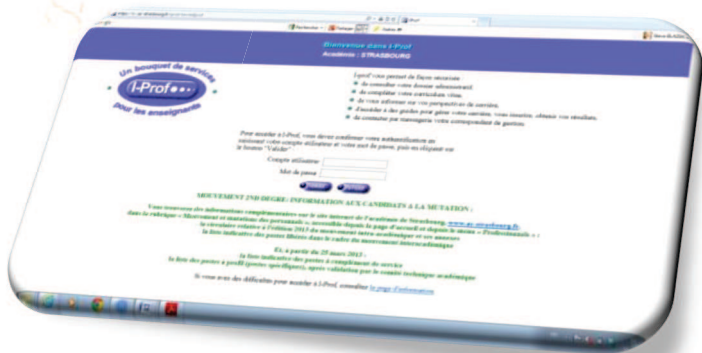 Bienvenue dans I-Prof
Académie : STRASBOURG
Un bouquet de services
I-Prof
pour les enseignants
I-prof vous permet de façon sécurisée
de consulter votre dossier administratif.
de compléter votre curriculum vitae.
de vous informer sur vos perspectives de carrière.
d'accéder à des guides pour gérer votre carrière, vous inscrire, obtenir vos résultats.
de contacter par messagerie votre correspondant de gestion.
Pour accéder à I-Prof, vous devez confirmer votre authentification en
saisissant votre compte utilisateur et votre mot de passe, puis en cliquant sur
le bouton "Valider" :
Compte utilisateur
Mot de passe
MOUVEMENT 2ND DEGRE: INFORMATION AUX CANDIDATS A LA MUTATION :
Vous trouverez des informations complémentaires sur le site internet de l'académie de Strasbourg, www.ac-strasbourg.fr,
dans la rubrique « Mouvement et mutations des personnels », accessible depuis la page d'accueil et depuis le menu « Professionnels » :
la circulaire relative à l'édition 2015 du mouvement intra-académique et ses annexes
la liste indicative des postes libérés dans le cadre du mouvement interacadémique
Et, à partir du 25 mars 2015 :
la liste indicative des postes à complément de service
la liste des postes à profil (postes spécifiques), après validation par le comité technique académique
Si vous avez des difficultés pour accéder à I-Prof, consultez la page d'information